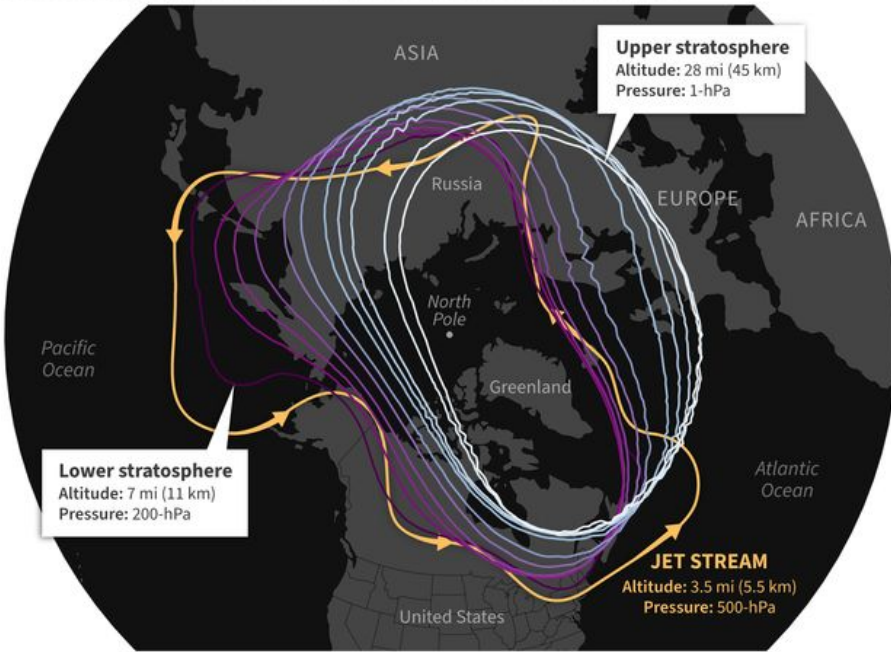 ASIA
Upper stratosphere
Altitude: 28 mi (45 km)
Pressure: 1-hPa
Russia
EUROPE
AFRICA
North
Pole
Pacific
Ocean
Greenland
Lower stratosphere
Altitude: 7 mi (11 km)
Pressure: 200-hPa
Atlantic
Ocean
JET STREAM
Altitude: 3.5 mi (5.5 km)
Pressure: 500-hPa
United States